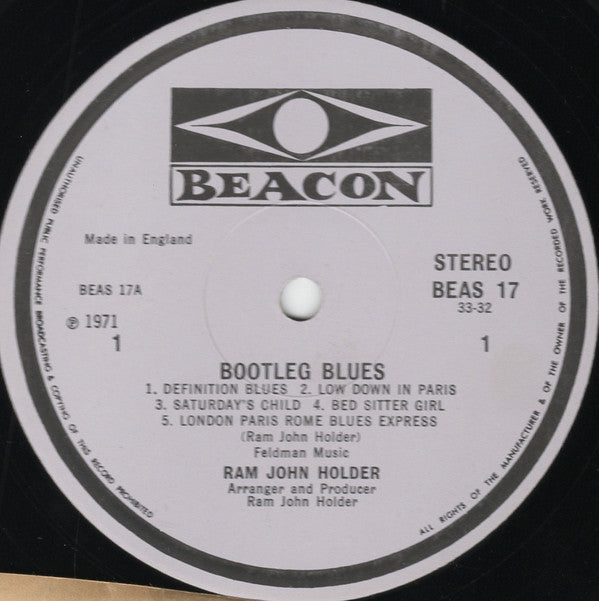 BEACON
Made in England
STEREO
BEAS 17A
BEAS 17
33-32
℗ 1971
1
1
BOOTLEG BLUES
1. DEFINITION BLUES 2. LOW DOWN IN PARIS
3. SATURDAY'S CHILD 4. BED SITTER GIRL
5. LONDON PARIS ROME BLUES EXPRESS
(Ram John Holder)
Feldman Music
RAM JOHN HOLDER
Arranger and Producer
Ram John Holder
UNAUTHORISED PUBLIC PERFORMANCE BROADCASTING & COPYING OF THIS RECORD PROHIBITED
ALL RIGHTS OF THE MANUFACTURER & OF THE OWNER OF THE RECORDED WORK RESERVED